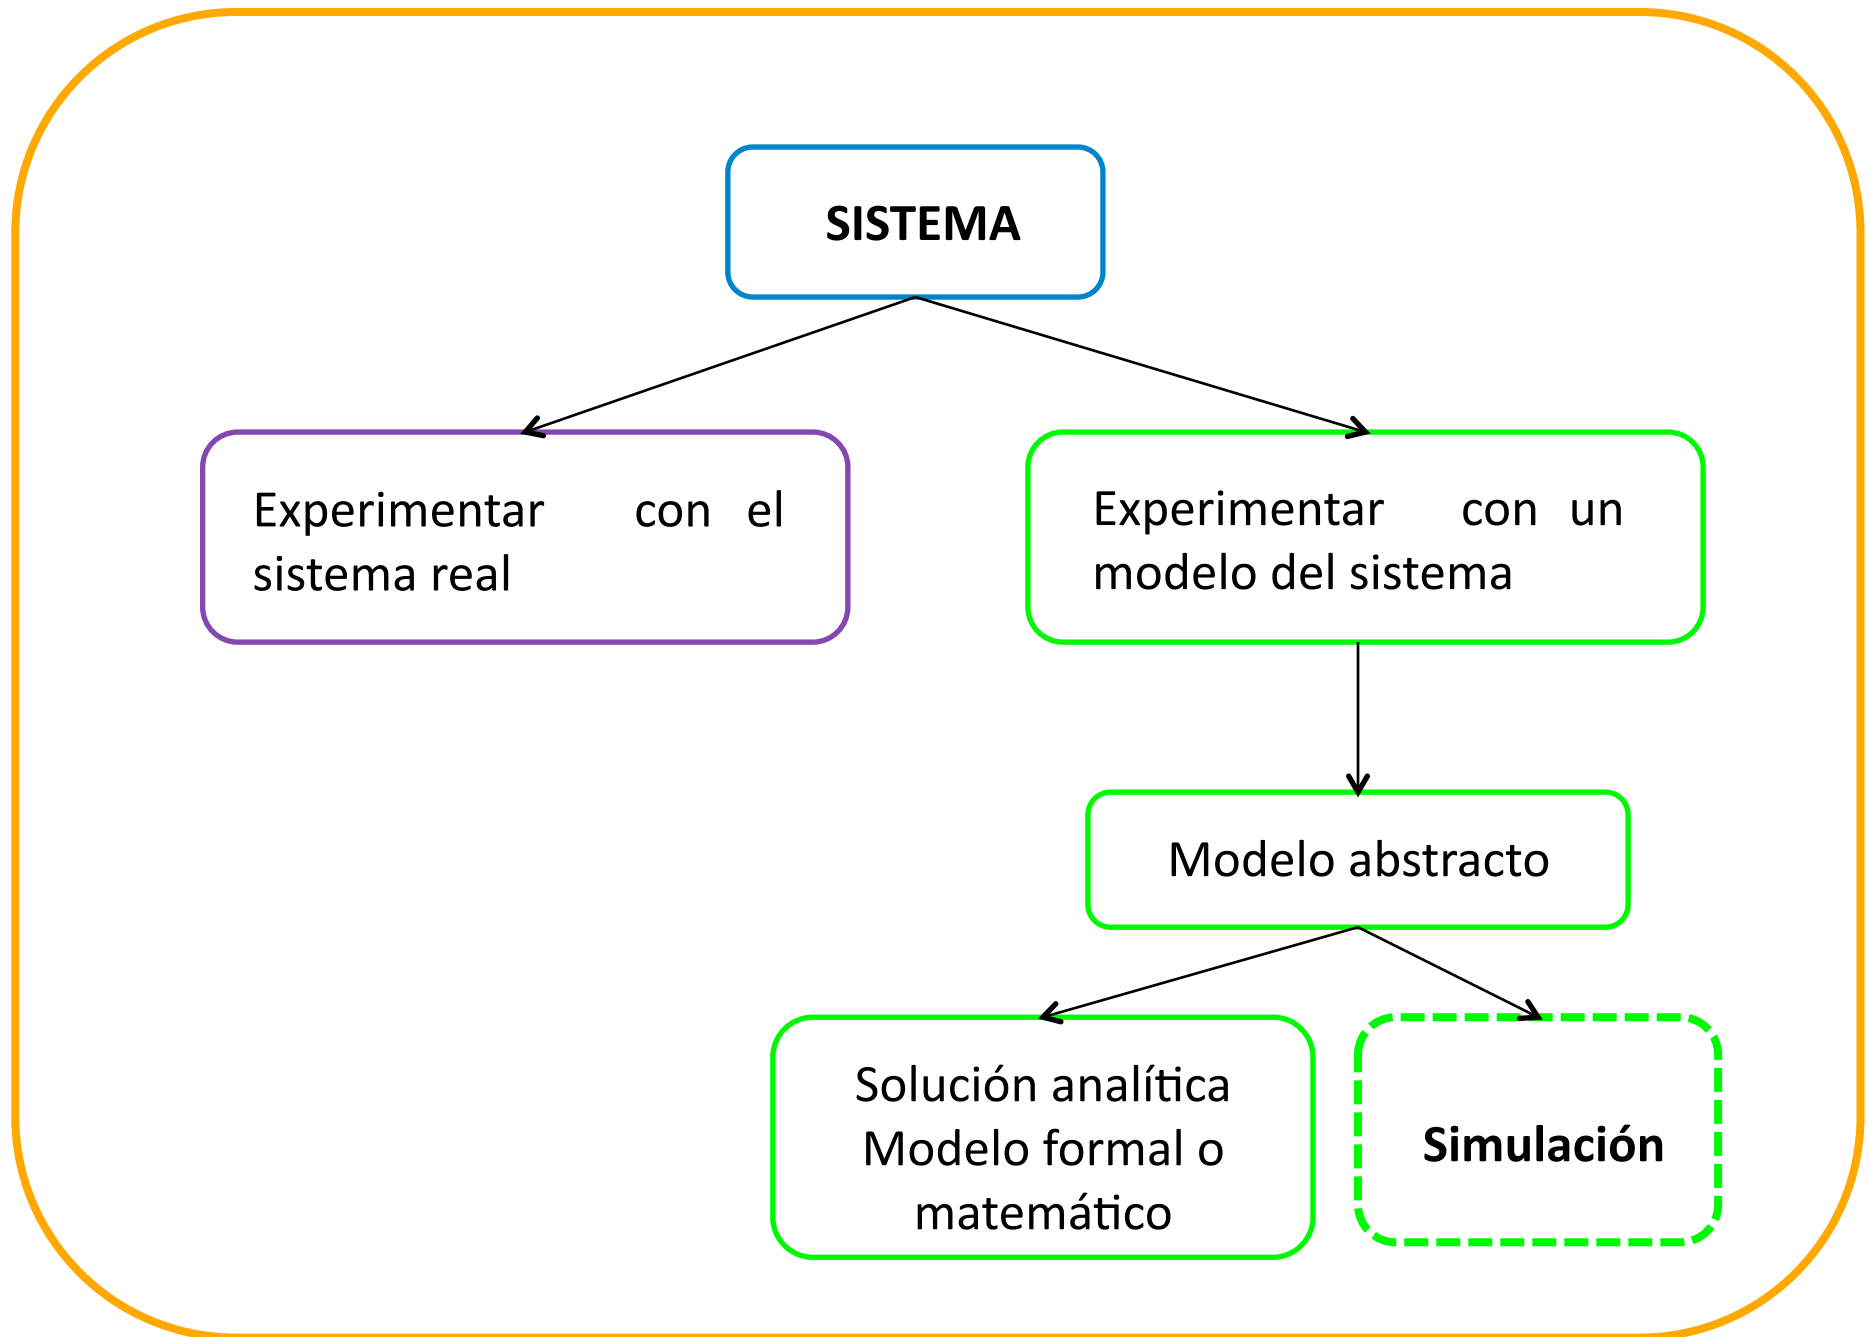 SISTEMA
Experimentar con el
sistema real
Experimentar con un
modelo del sistema
Modelo abstracto
Solución analítica
Modelo formal o
matemático
Simulación